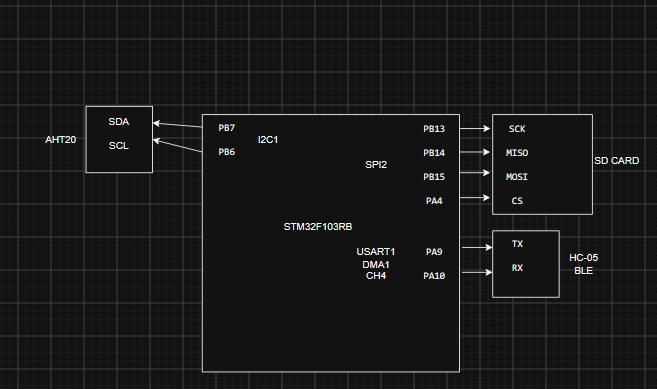 AHT20
SDA
SCL
PB7
PB6
I2C1
SPI2
STM32F103RB
USART1
DMA1
CH4
PB13
PB14
PB15
PA4
PA9
PA10
SCK
MISO
MOSI
CS
SD CARD
TX
RX
HC-05
BLE